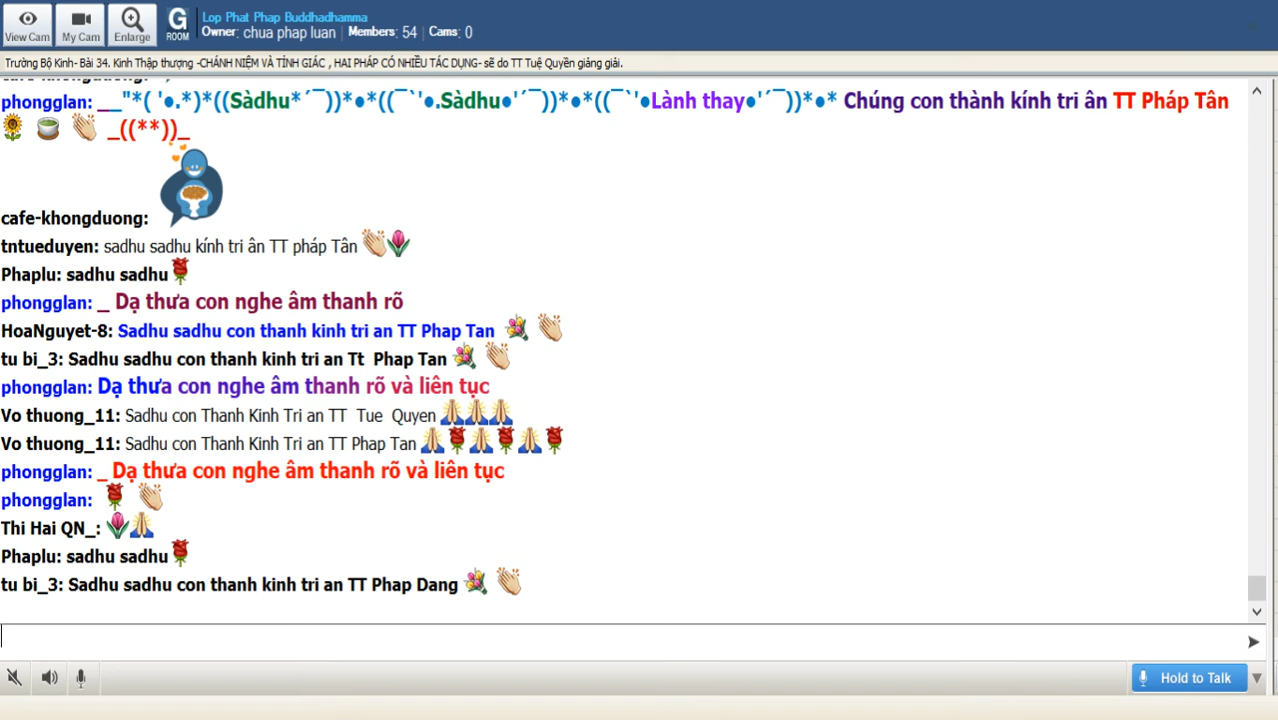 View Cam
My Cam
Enlarge
G
ROOM
Lop Phat Phap Buddhadhamma
Owner: chua phap luan | Members: 54 | Cams: 0
Trường Bộ Kinh- Bài 34. Kinh Thập thượng -CHÁNH NIỆM VÀ TỈNH GIÁC , HAI PHÁP CÓ NHIỀU TÁC DỤNG- sẽ do TT Tuệ Quyền giảng giải.
phongglan: __"*( '●.*)*((Sàdhu*´¯`))*●*((¯`'●.Sàdhu●'´¯`))*●*((¯`'●Lành thay●'´¯`))*●* Chúng con thành kính tri ân TT Pháp Tân
_((**))_
cafe-khongduong:
tntueduyen: sadhu sadhu kính tri ân TT pháp Tân
Phaplu: sadhu sadhu
phongglan: _ Dạ thưa con nghe âm thanh rõ
HoaNguyet-8: Sadhu sadhu con thanh kinh tri an TT Phap Tan
tu bi_3: Sadhu sadhu con thanh kinh tri an Tt Phap Tan
phongglan: Dạ thưa con nghe âm thanh rõ và liên tục
Vo thuong_11: Sadhu con Thanh Kinh Tri an TT Tue Quyen
Vo thuong_11: Sadhu con Thanh Kinh Tri an TT Phap Tan
phongglan: _ Dạ thưa con nghe âm thanh rõ và liên tục
phongglan:
Thi Hai QN_:
Phaplu: sadhu sadhu
tu bi_3: Sadhu sadhu con thanh kinh tri an TT Phap Dang
Hold to Talk